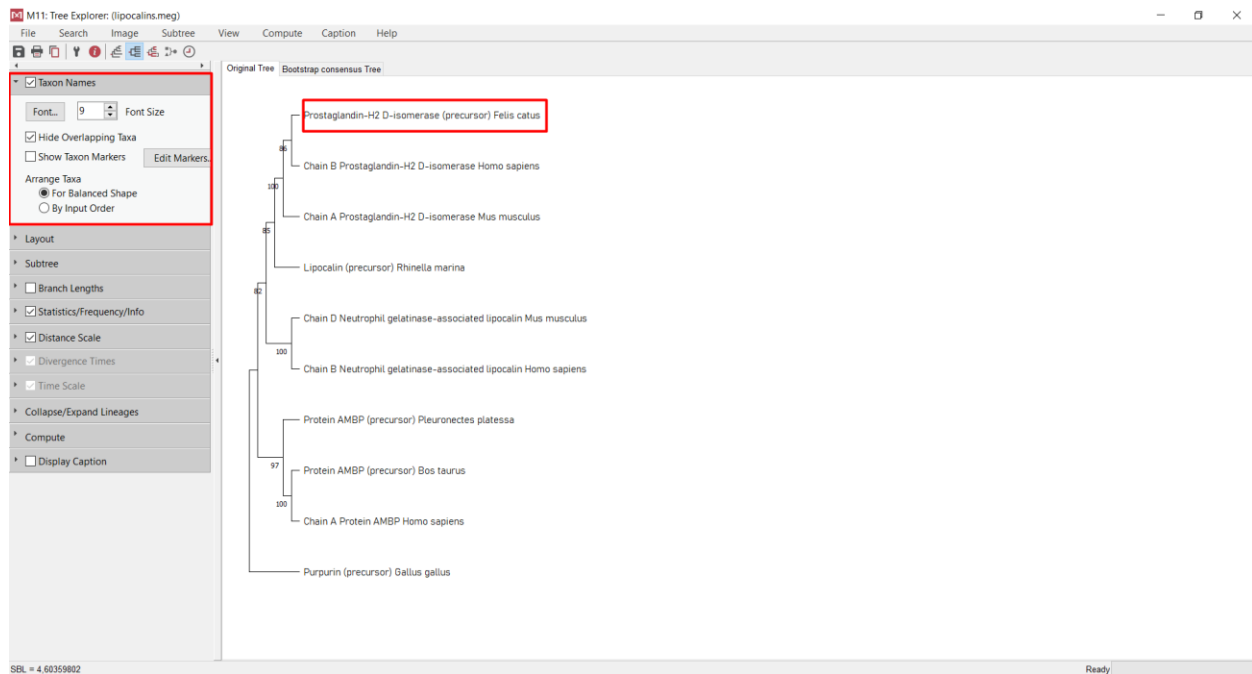 M11: Tree Explorer: (lipocalins.meg)
File Search Image Subtree View Compute Caption Help
Original Tree Bootstrap consensus Tree
Taxon Names
Font... 9 Font Size
Hide Overlapping Taxa
Show Taxon Markers Edit Markers.
Arrange Taxa
For Balanced Shape
By Input Order
Layout
Subtree
Branch Lengths
Statistics/Frequency/Info
Distance Scale
Divergence Times
Time Scale
Collapse/Expand Lineages
Compute
Display Caption
Prostaglandin-H2 D-isomerase (precursor) Felis catus
86
Chain B Prostaglandin-H2 D-isomerase Homo sapiens
100
Chain A Prostaglandin-H2 D-isomerase Mus musculus
85
Lipocalin (precursor) Rhinella marina
82
Chain D Neutrophil gelatinase-associated lipocalin Mus musculus
100
Chain B Neutrophil gelatinase-associated lipocalin Homo sapiens
Protein AMBP (precursor) Pleuronectes platessa
97
Protein AMBP (precursor) Bos taurus
100
Chain A Protein AMBP Homo sapiens
Purpurin (precursor) Gallus gallus
SBL = 4,60359802 Ready